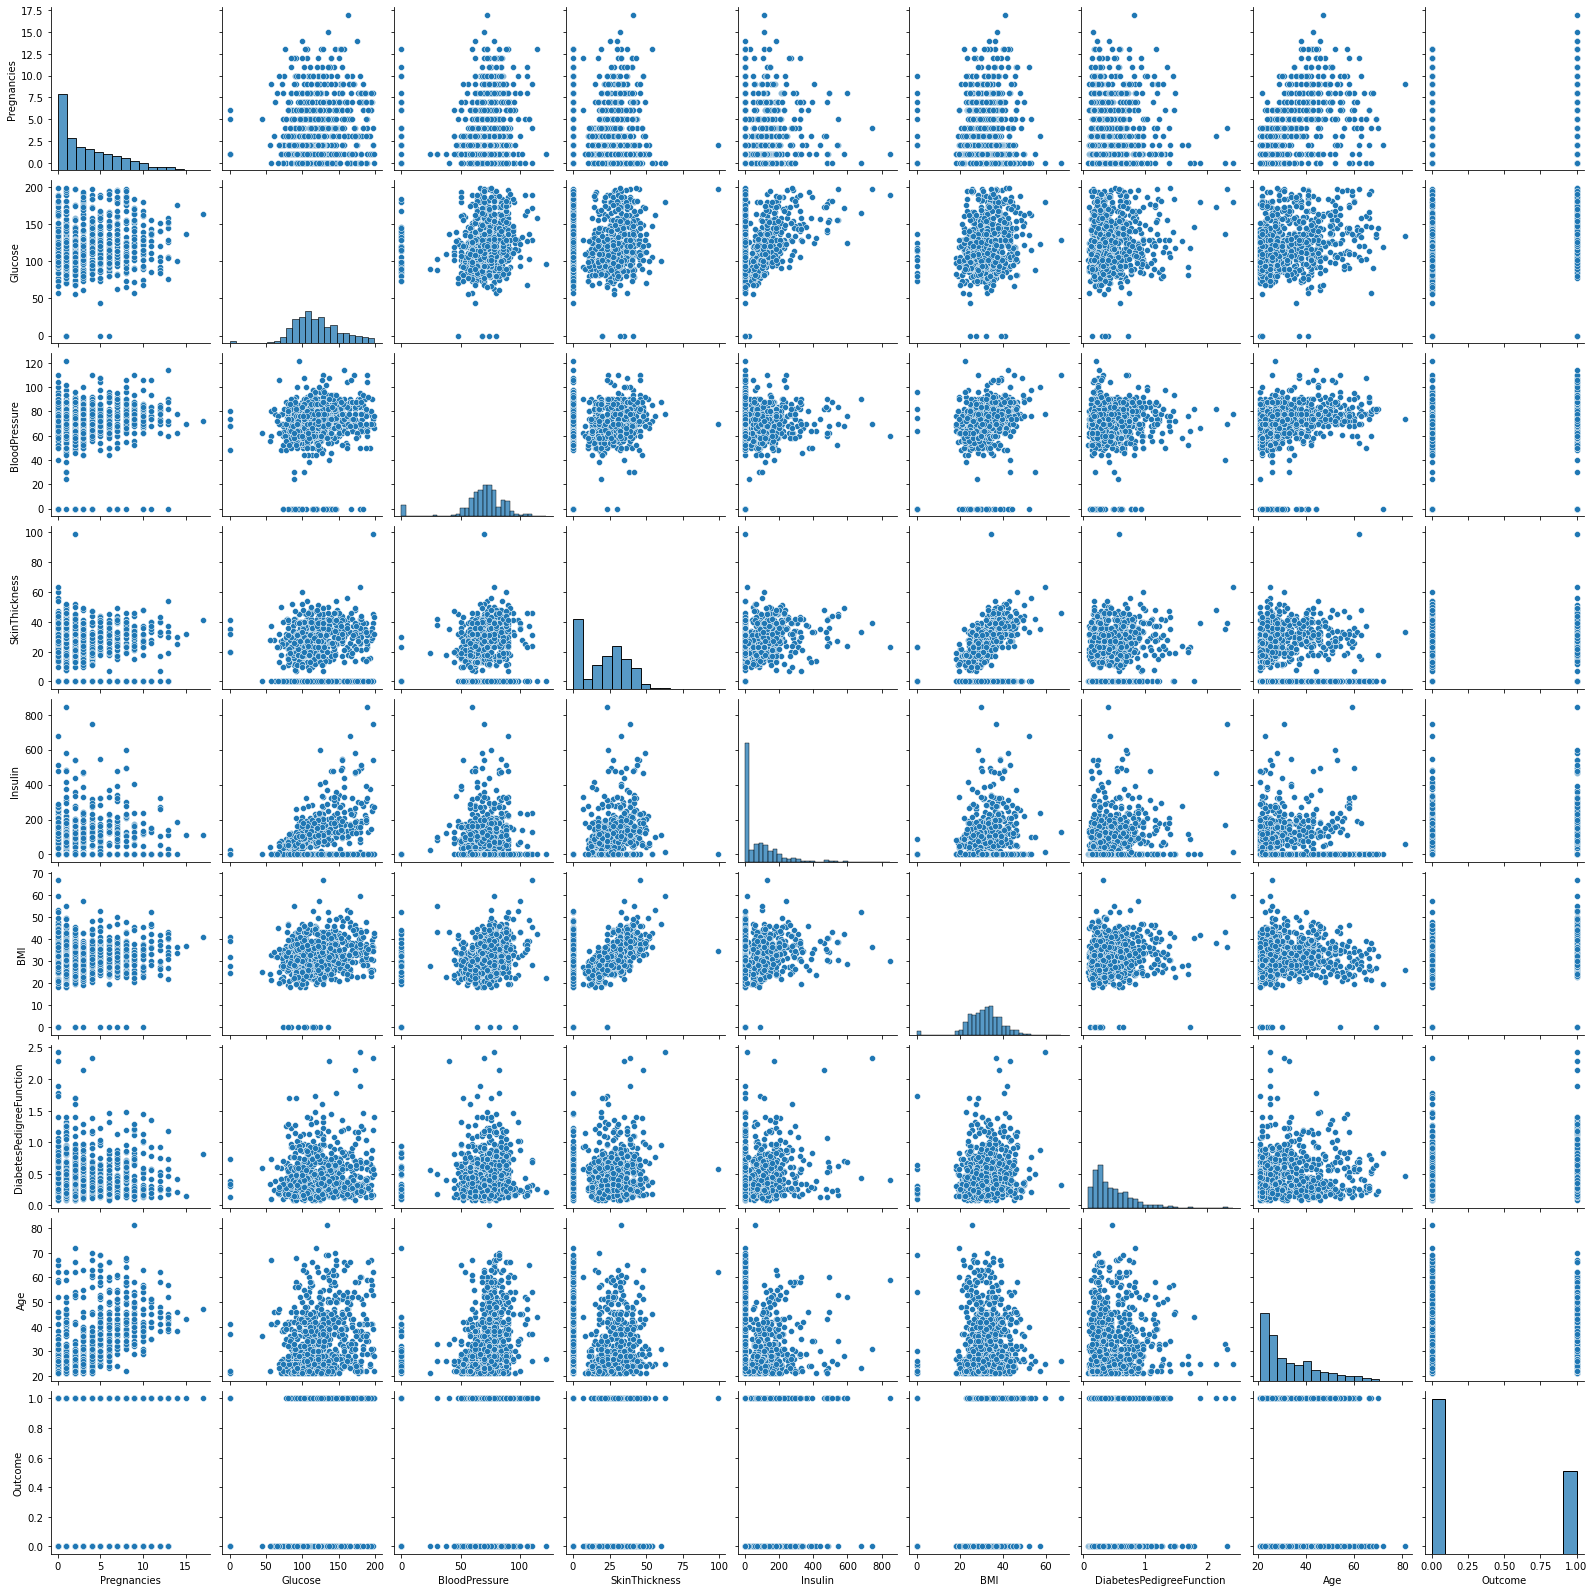 Pregnancies
17.5
15.0
12.5
10.0
7.5
5.0
2.5
0.0
Glucose
200
150
100
50
0
BloodPressure
120
100
80
60
40
20
0
SkinThickness
100
80
60
40
20
0
Insulin
800
600
400
200
0
BMI
70
60
50
40
30
20
10
0
DiabetesPedigreeFunction
2.5
2.0
1.5
1.0
0.5
0.0
Age
80
70
60
50
40
30
20
Outcome
1.0
0.8
0.6
0.4
0.2
0.0
0 5 10 15
Pregnancies
0 50 100 150 200
Glucose
0 50 100
BloodPressure
0 25 50 75 100
SkinThickness
0 200 400 600 800
Insulin
0 20 40 60
BMI
0 1 2
DiabetesPedigreeFunction
20 40 60 80
Age
0.00 0.25 0.50 0.75 1.00
Outcome